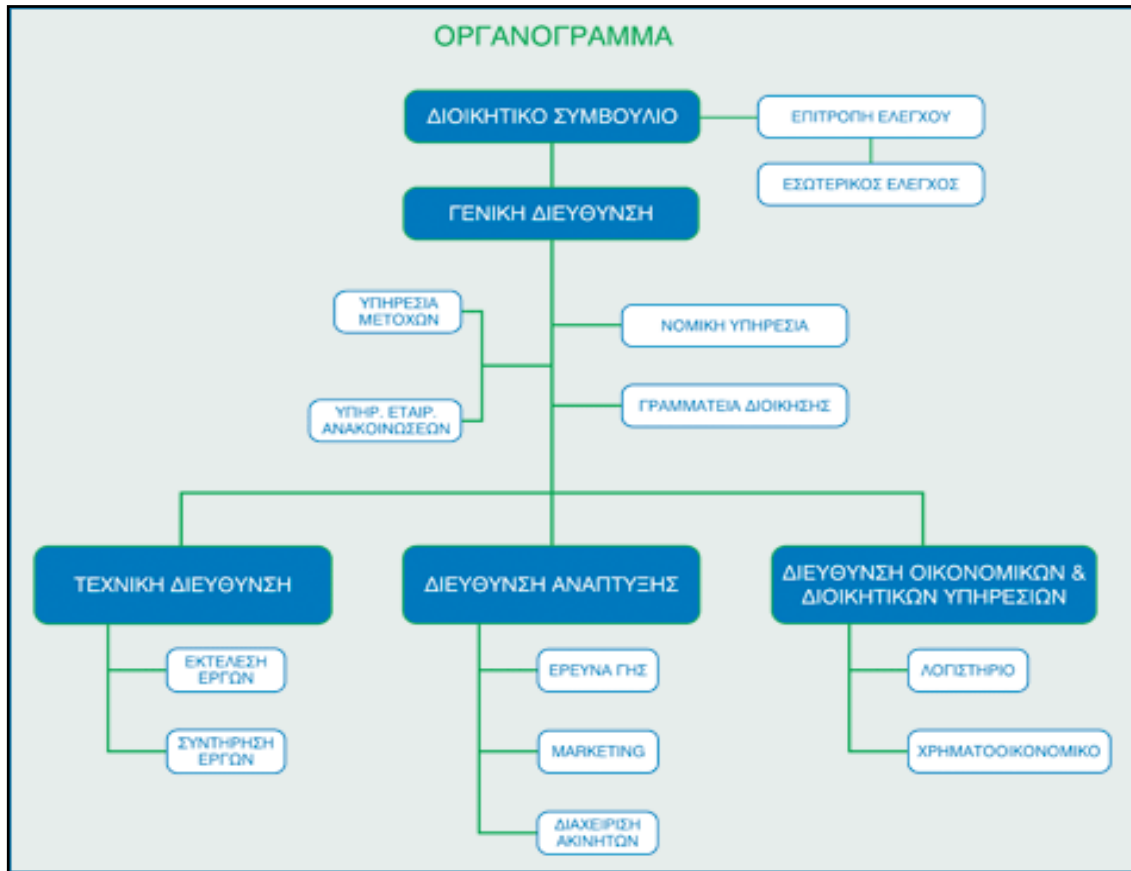 ΟΡΓΑΝΟΓΡΑΜΜΑ
ΔΙΟΙΚΗΤΙΚΟ ΣΥΜΒΟΥΛΙΟ
ΕΠΙΤΡΟΠΗ ΕΛΕΓΧΟΥ
ΕΣΩΤΕΡΙΚΟΣ ΕΛΕΓΧΟΣ
ΓΕΝΙΚΗ ΔΙΕΥΘΥΝΣΗ
ΥΠΗΡΕΣΙΑ
ΜΕΤΟΧΩΝ
ΝΟΜΙΚΗ ΥΠΗΡΕΣΙΑ
ΥΠΗΡ. ΕΤΑΙΡ.
ΑΝΑΚΟΙΝΩΣΕΩΝ
ΓΡΑΜΜΑΤΕΙΑ ΔΙΟΙΚΗΣΗΣ
ΤΕΧΝΙΚΗ ΔΙΕΥΘΥΝΣΗ
ΕΚΤΕΛΕΣΗ
ΕΡΓΩΝ
ΣΥΝΤΗΡΗΣΗ
ΕΡΓΩΝ
ΔΙΕΥΘΥΝΣΗ ΑΝΑΠΤΥΞΗΣ
ΕΡΕΥΝΑ ΓΗΣ
MARKETING
ΔΙΑΧΕΙΡΙΣΗ
ΑΚΙΝΗΤΩΝ
ΔΙΕΥΘΥΝΣΗ ΟΙΚΟΝΟΜΙΚΩΝ &
ΔΙΟΙΚΗΤΙΚΩΝ ΥΠΗΡΕΣΙΩΝ
ΛΟΓΙΣΤΗΡΙΟ
ΧΡΗΜΑΤΟΟΙΚΟΝΟΜΙΚΟ